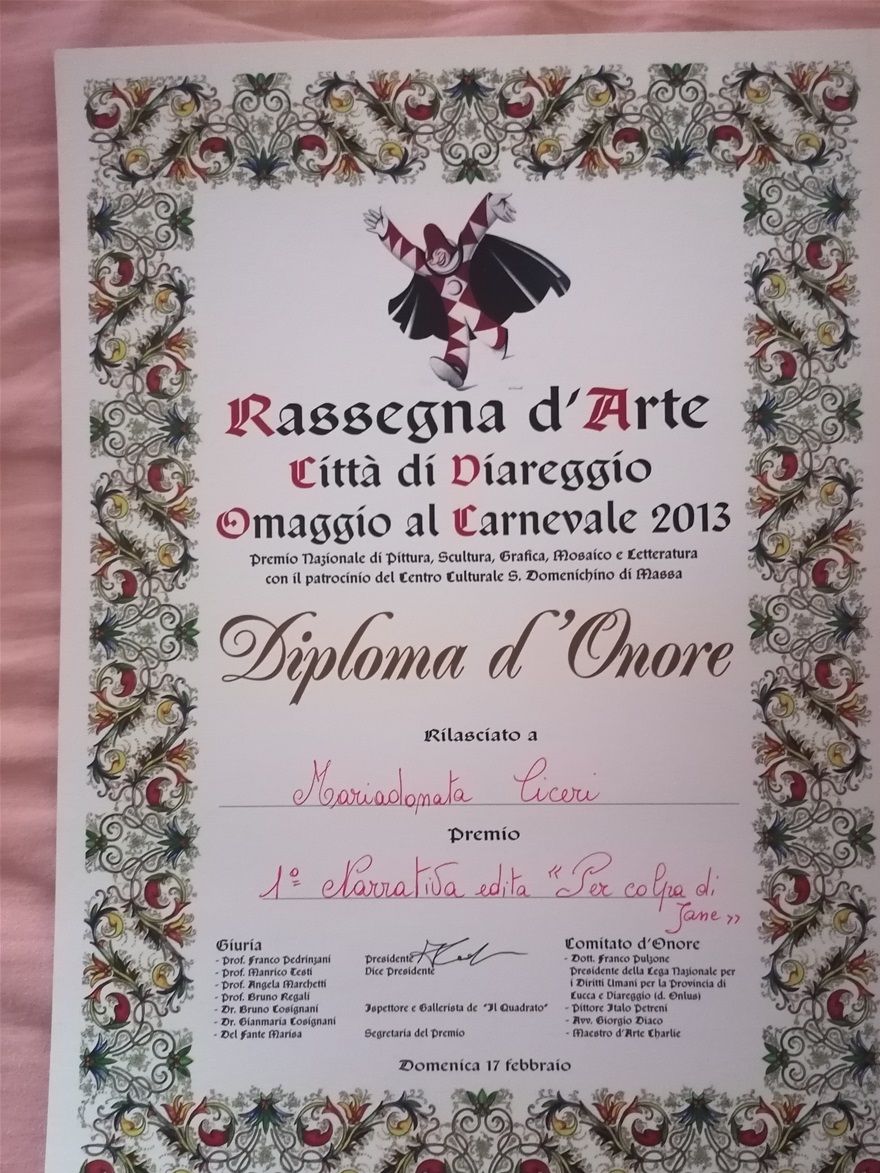 Rassegna d'Arte
Città di Viareggio
Omaggio al Carnevale 2013
Premio Nazionale di Pittura, Scultura, Grafica, Mosaico e Letteratura
con il patrocinio del Centro Culturale S. Domenichino di Massa
Diploma d'Onore
Rilasciato a
Mariadonata Ciceri
Premio
1º Narrativa edita "Per colpa di
Jane"
Giuria
- Prof. Franco Pedrinzani
- Prof. Manrico Testi
- Prof. Angela Marchetti
- Prof. Bruno Regali
- Dr. Bruno Cosignani
- Dr. Gianmaria Cosignani
- Del Fante Marisa
Presidente
Vice Presidente
Ispettore e Gallerista de "Il Quadrato"
Segretaria del Premio
Comitato d'Onore
- Dott. Franco Pulzone
Presidente della Lega Nazionale per
i Diritti Umani per la Provincia di
Lucca e Viareggio (d. Onlus)
- Pittore Italo Petreni
- Avv. Giorgio Diaco
- Maestro d'Arte Charlie
Domenica 17 febbraio